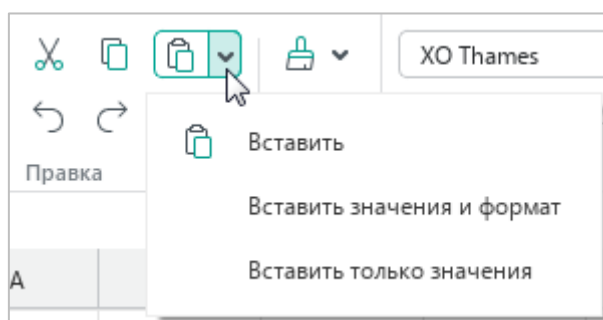 XO Thames
Правка
Вставить
Вставить значения и формат
Вставить только значения
A